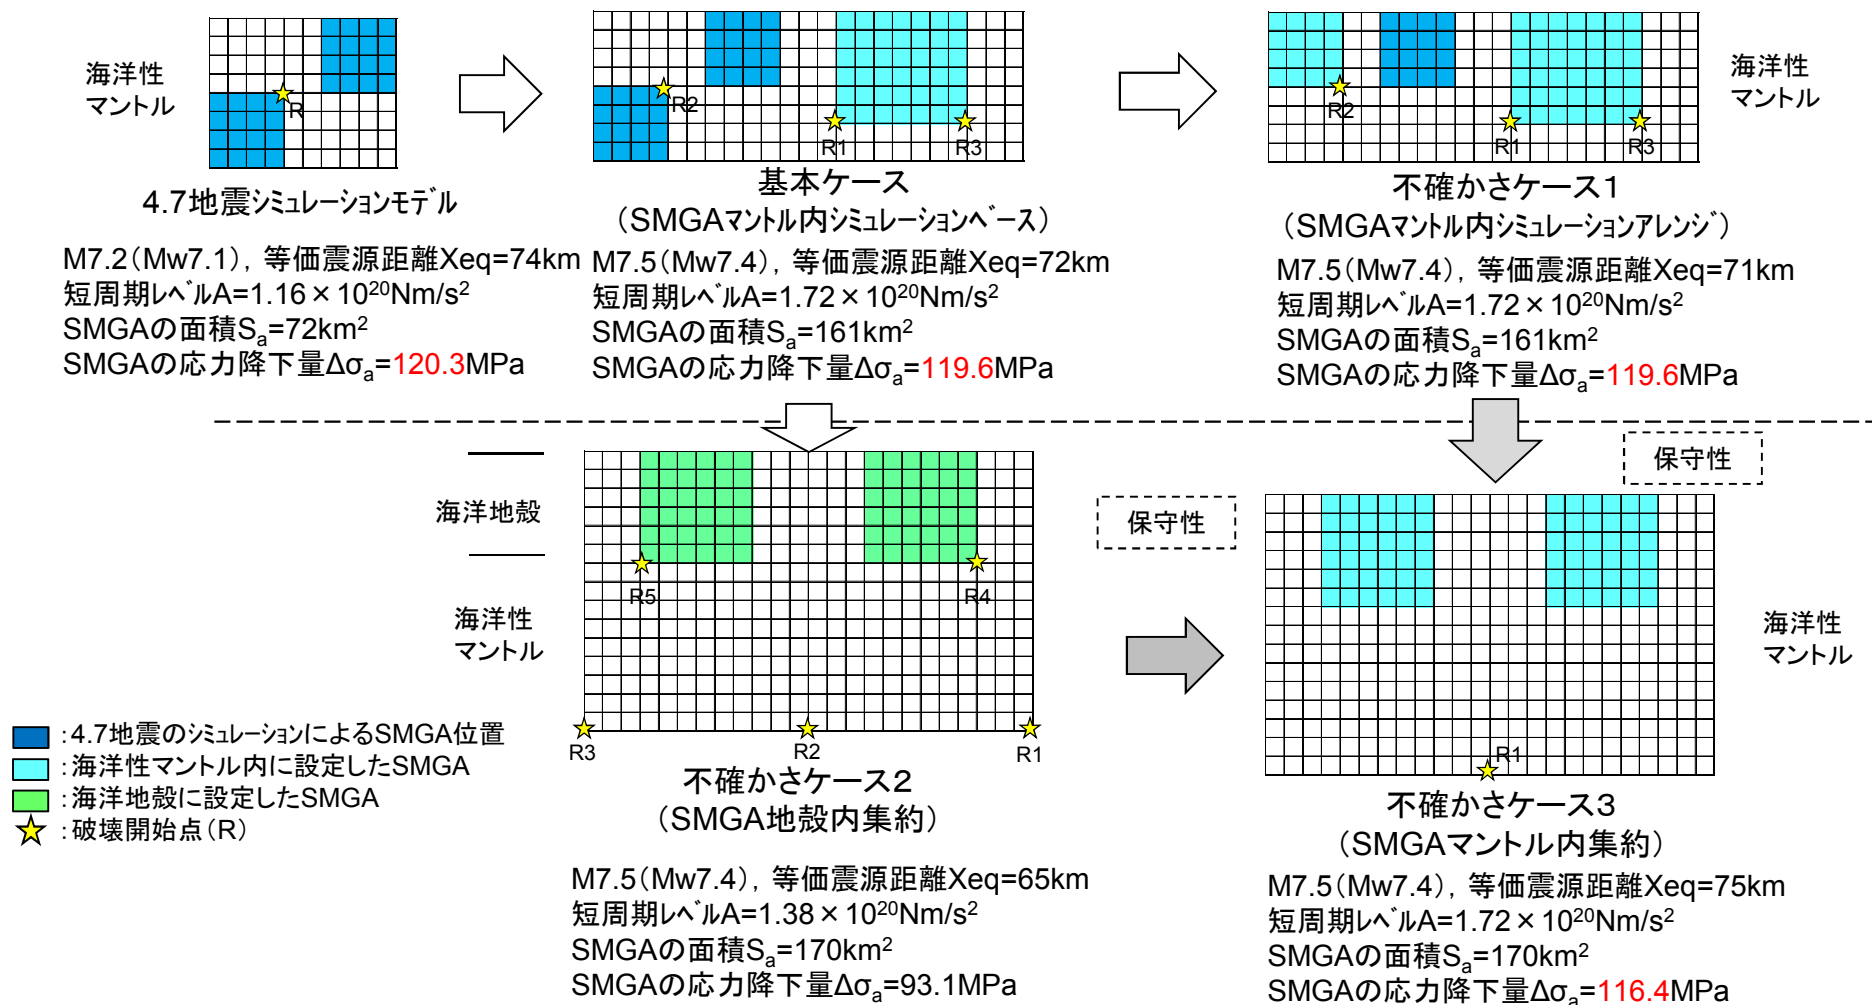 海洋性
マントル
R
4.7地震シミュレーションモデル
M7.2(Mw7.1), 等価震源距離Xeq=74km
短周期レベルA=1.16×10²⁰Nm/s²
SMGAの面積Sₐ=72km²
SMGAの応力降下量Δσₐ=120.3MPa
R2
R1
R3
基本ケース
(SMGAマントル内シミュレーションベース)
M7.5(Mw7.4), 等価震源距離Xeq=72km
短周期レベルA=1.72×10²⁰Nm/s²
SMGAの面積Sₐ=161km²
SMGAの応力降下量Δσₐ=119.6MPa
R2
R1
R3
海洋性
マントル
不確かさケース1
(SMGAマントル内シミュレーションアレンジ)
M7.5(Mw7.4), 等価震源距離Xeq=71km
短周期レベルA=1.72×10²⁰Nm/s²
SMGAの面積Sₐ=161km²
SMGAの応力降下量Δσₐ=119.6MPa
海洋地殻
海洋性
マントル
R5
R4
R3
R2
R1
不確かさケース2
(SMGA地殻内集約)
M7.5(Mw7.4), 等価震源距離Xeq=65km
短周期レベルA=1.38×10²⁰Nm/s²
SMGAの面積Sₐ=170km²
SMGAの応力降下量Δσₐ=93.1MPa
保守性
保守性
R1
海洋性
マントル
不確かさケース3
(SMGAマントル内集約)
M7.5(Mw7.4), 等価震源距離Xeq=75km
短周期レベルA=1.72×10²⁰Nm/s²
SMGAの面積Sₐ=170km²
SMGAの応力降下量Δσₐ=116.4MPa
:4.7地震のシミュレーションによるSMGA位置
:海洋性マントル内に設定したSMGA
:海洋地殻に設定したSMGA
:破壊開始点(R)